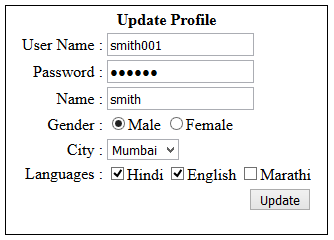 Update Profile
User Name : smith001
Password : ●●●●●●
Name : smith
Gender : Male Female
City : Mumbai
Languages : Hindi English Marathi
Update